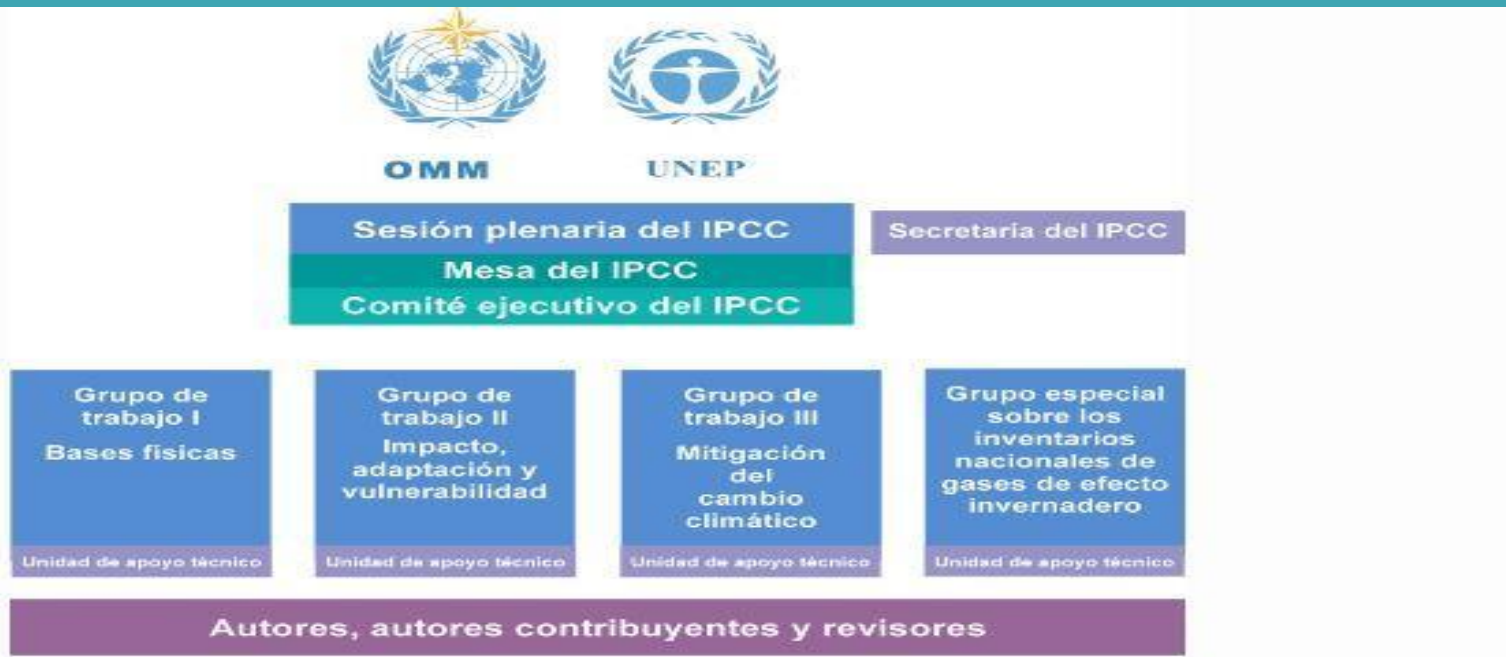 OMM
UNEP
Sesión plenaria del IPCC
Secretaria del IPCC
Mesa del IPCC
Comité ejecutivo del IPCC
Grupo de
trabajo I
Bases fisicas
Unidad de apoyo técnico
Grupo de
trabajo II
Impacto,
adaptación y
vulnerabilidad
Unidad de apoyo técnico
Grupo de
trabajo III
Mitigación
del
cambio
climático
Unidad de apoyo técnico
Grupo especial
sobre los
inventarios
nacionales de
gases de efecto
invernadero
Unidad de apoyo técnico
Autores, autores contribuyentes y revisores